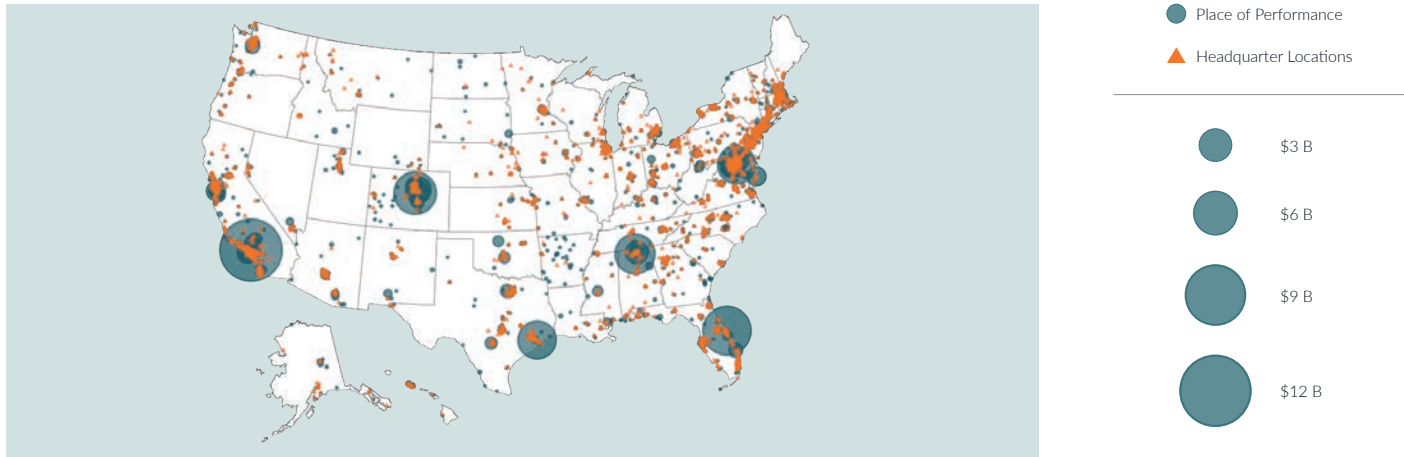 Place of Performance
Headquarter Locations
$3 B
$6 B
$9 B
$12 B